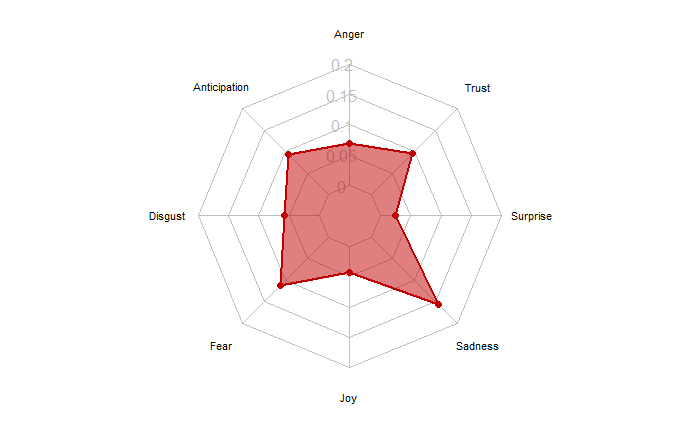 Anger
0.2
Anticipation
Trust
0.15
0.1
0.05
0
Disgust
Surprise
Fear
Sadness
Joy